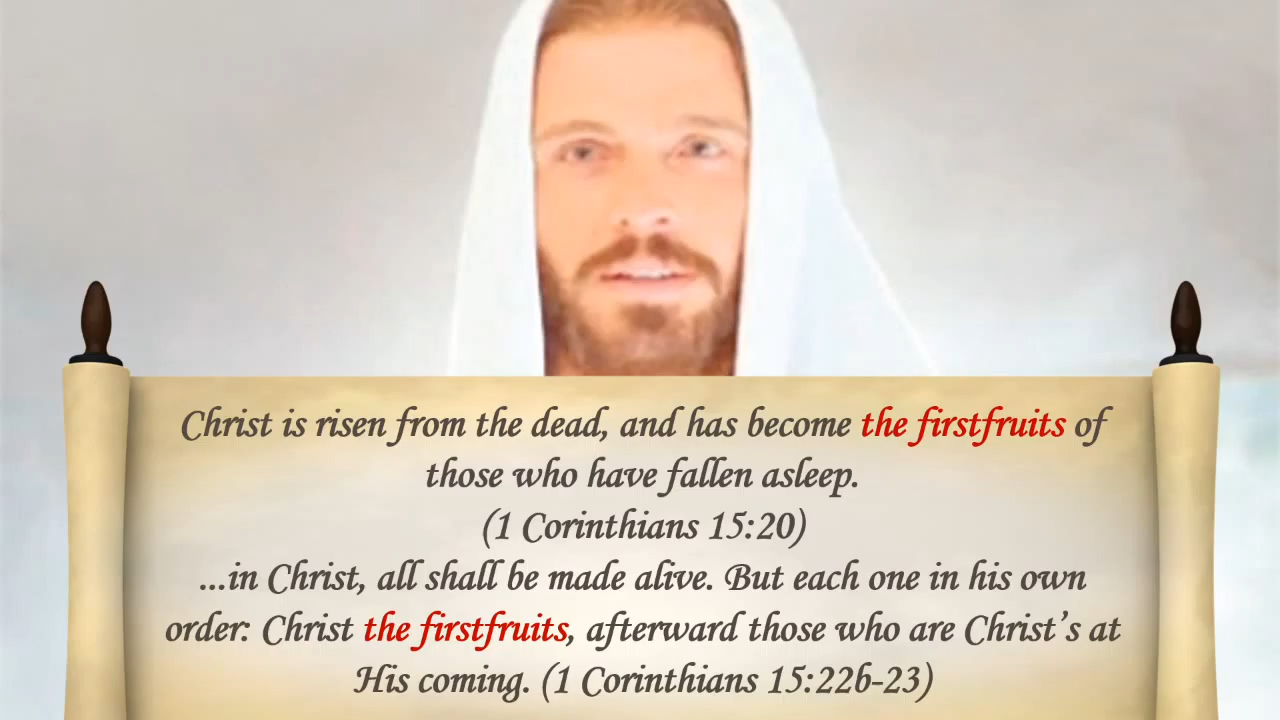 Christ is risen from the dead, and has become the firstfruits of
those who have fallen asleep.
(1 Corinthians 15:20)
...in Christ, all shall be made alive. But each one in his own
order: Christ the firstfruits, afterward those who are Christ’s at
His coming. (1 Corinthians 15:22b-23)